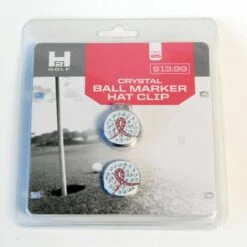 H2
GOLF
$13.99
CRYSTAL
BALL MARKER
HAT CLIP